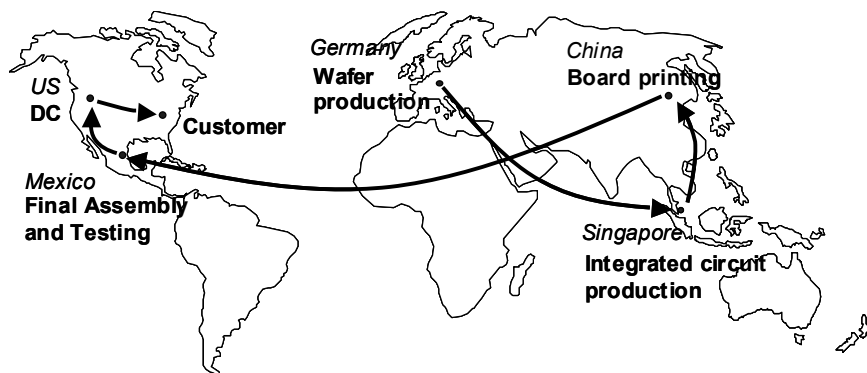 Germany
Wafer
production
China
Board printing
US
DC
Customer
Mexico
Final Assembly
and Testing
Singapore
Integrated circuit
production